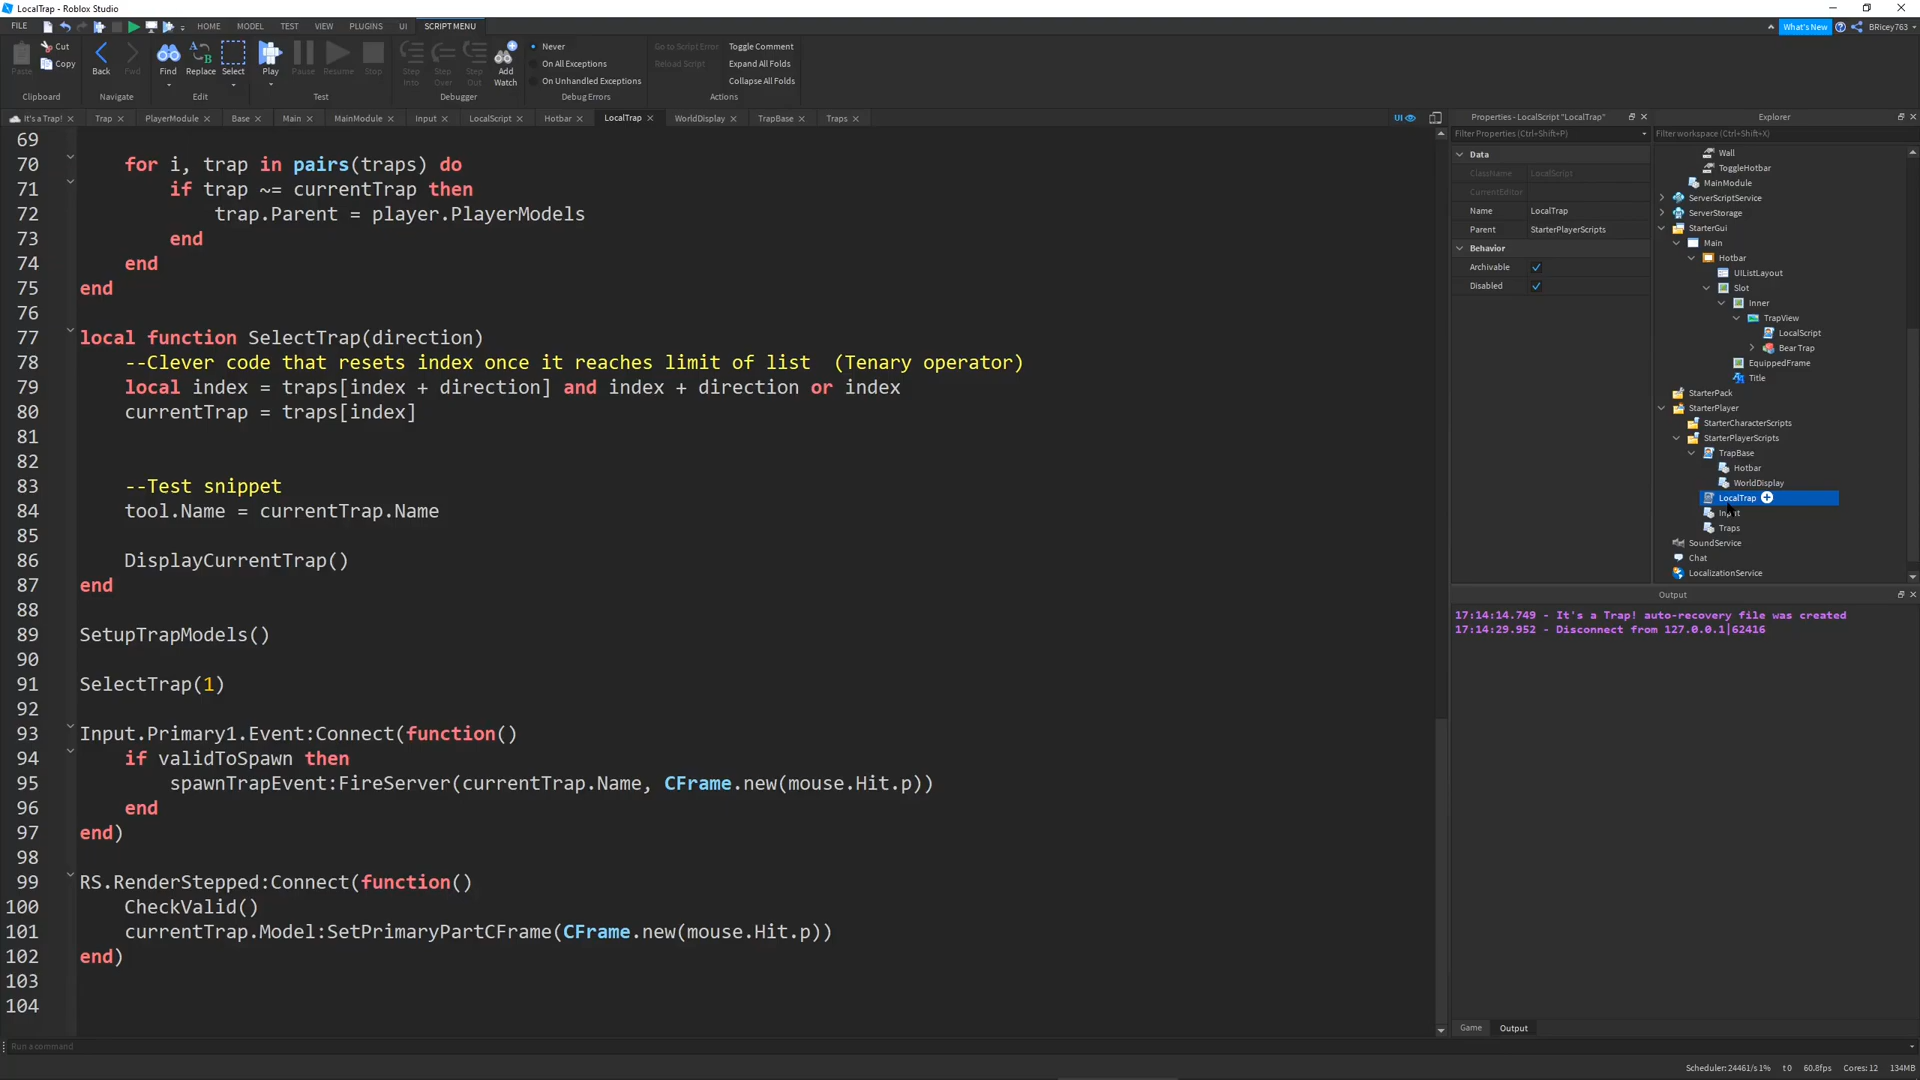 LocalTrap - Roblox Studio
FILE HOME MODEL TEST VIEW PLUGINS UI SCRIPT MENU What's New BRicey763
Paste Cut Copy Back Fwd Find Replace Select Play Pause Resume Stop Step Into Step Over Step Out Add Watch
Never
On All Exceptions
On Unhandled Exceptions
Go to Script Error
Reload Script
Toggle Comment
Expand All Folds
Collapse All Folds
Clipboard Navigate Edit Test Debugger Debug Errors Actions
It's a Trap! Trap PlayerModule Base Main MainModule Input LocalScript Hotbar LocalTrap WorldDisplay TrapBase Traps UI
69
70 for i, trap in pairs(traps) do
71 if trap ~= currentTrap then
72 trap.Parent = player.PlayerModels
73 end
74 end
75 end
76
77 local function SelectTrap(direction)
78 --Clever code that resets index once it reaches limit of list (Tenary operator)
79 local index = traps[index + direction] and index + direction or index
80 currentTrap = traps[index]
81
82
83 --Test snippet
84 tool.Name = currentTrap.Name
85
86 DisplayCurrentTrap()
87 end
88
89 SetupTrapModels()
90
91 SelectTrap(1)
92
93 Input.Primary1.Event:Connect(function()
94 if validToSpawn then
95 spawnTrapEvent:FireServer(currentTrap.Name, CFrame.new(mouse.Hit.p))
96 end
97 end)
98
99 RS.RenderStepped:Connect(function()
100 CheckValid()
101 currentTrap.Model:SetPrimaryPartCFrame(CFrame.new(mouse.Hit.p))
102 end)
103
104
Run a command
Properties - LocalScript "LocalTrap"
Filter Properties (Ctrl+Shift+P)
Data
ClassName LocalScript
CurrentEditor
Name LocalTrap
Parent StarterPlayerScripts
Behavior
Archivable
Disabled
Explorer
Filter workspace (Ctrl+Shift+X)
Wall
ToggleHotbar
MainModule
ServerScriptService
ServerStorage
StarterGui
Main
Hotbar
UIListLayout
Slot
Inner
TrapView
LocalScript
Bear Trap
EquippedFrame
Title
StarterPack
StarterPlayer
StarterCharacterScripts
StarterPlayerScripts
TrapBase
Hotbar
WorldDisplay
LocalTrap
Input
Traps
SoundService
Chat
LocalizationService
Output
17:14:14.749 - It's a Trap! auto-recovery file was created
17:14:29.952 - Disconnect from 127.0.0.1|62416
Game Output
Scheduler: 24461/s 1% t0 60.8fps Cores: 12 134MB